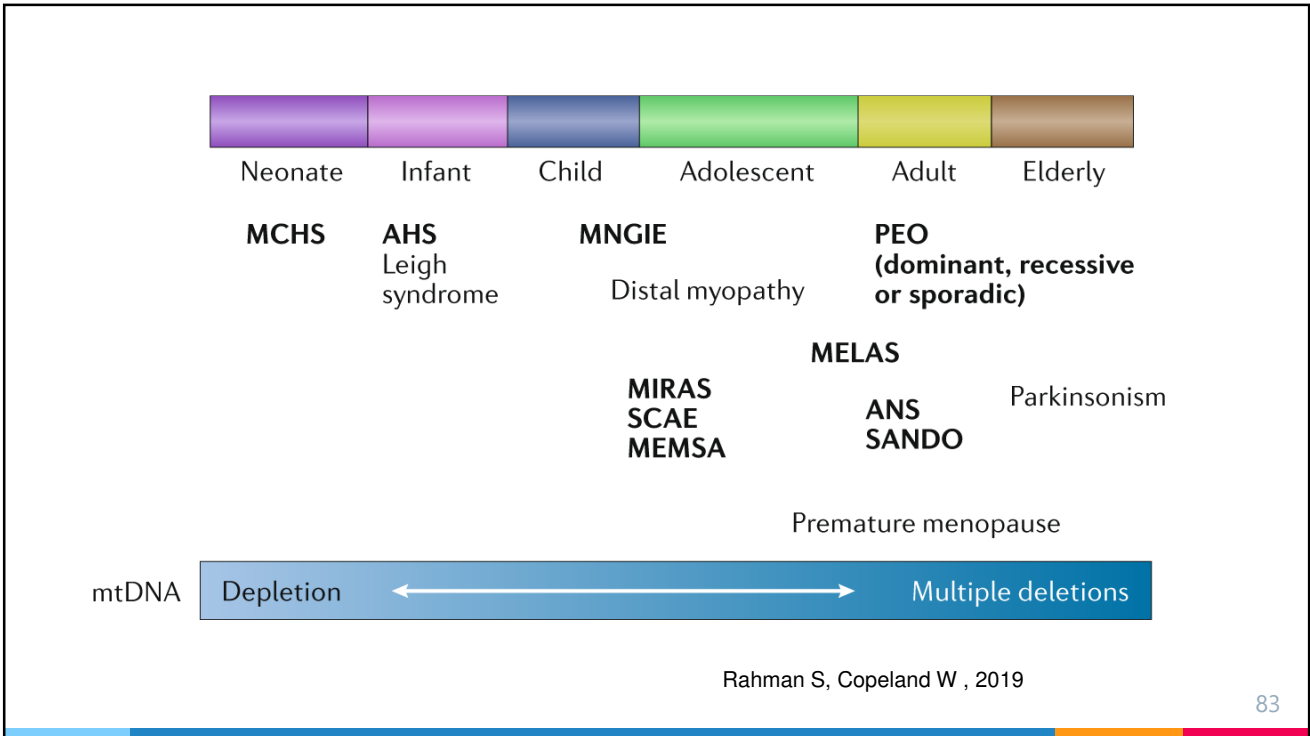 Neonate Infant Child Adolescent Adult Elderly
MCHS AHS MNGIE PEO
Leigh (dominant, recessive
syndrome Distal myopathy or sporadic)
MELAS
MIRAS Parkinsonism
SCAE ANS
MEMSA SANDO
Premature menopause
mtDNA Depletion Multiple deletions
Rahman S, Copeland W , 2019
83